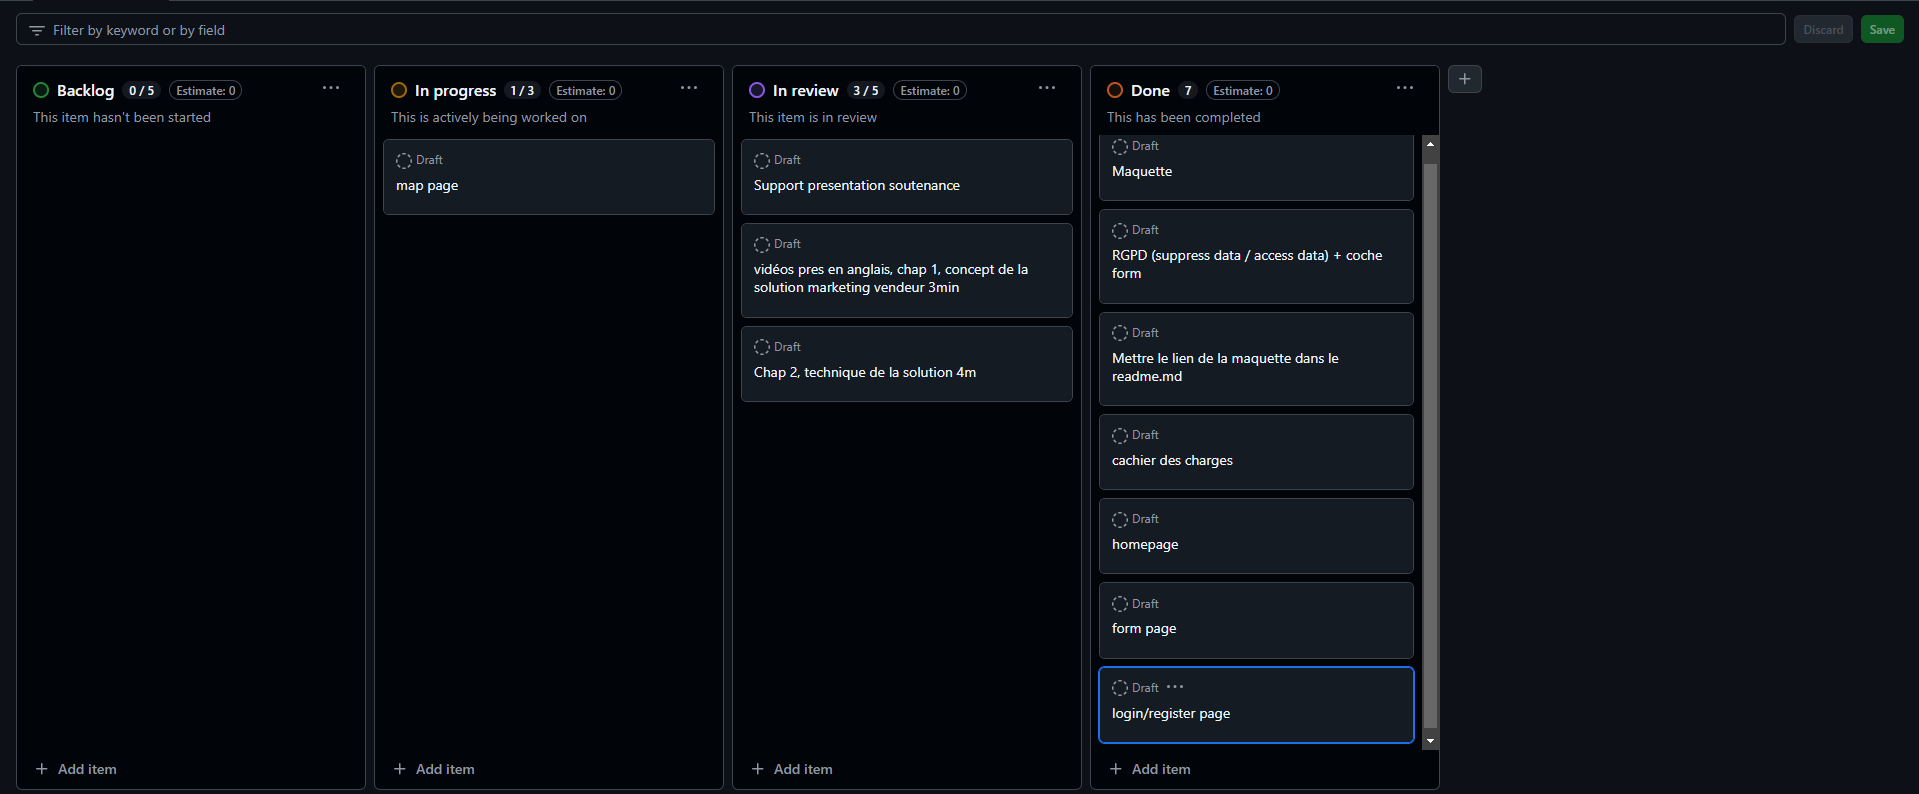 Filter by keyword or by field
Discard
Save
Backlog 0 / 5 Estimate: 0
This item hasn't been started
Add item
In progress 1 / 3 Estimate: 0
This is actively being worked on
Draft
map page
Add item
In review 3 / 5 Estimate: 0
This item is in review
Draft
Support presentation soutenance
Draft
vidéos pres en anglais, chap 1, concept de la
solution marketing vendeur 3min
Draft
Chap 2, technique de la solution 4m
Add item
Done 7 Estimate: 0
This has been completed
Draft
Maquette
Draft
RGPD (suppress data / access data) + coche
form
Draft
Mettre le lien de la maquette dans le
readme.md
Draft
cachier des charges
Draft
homepage
Draft
form page
Draft
login/register page
Add item